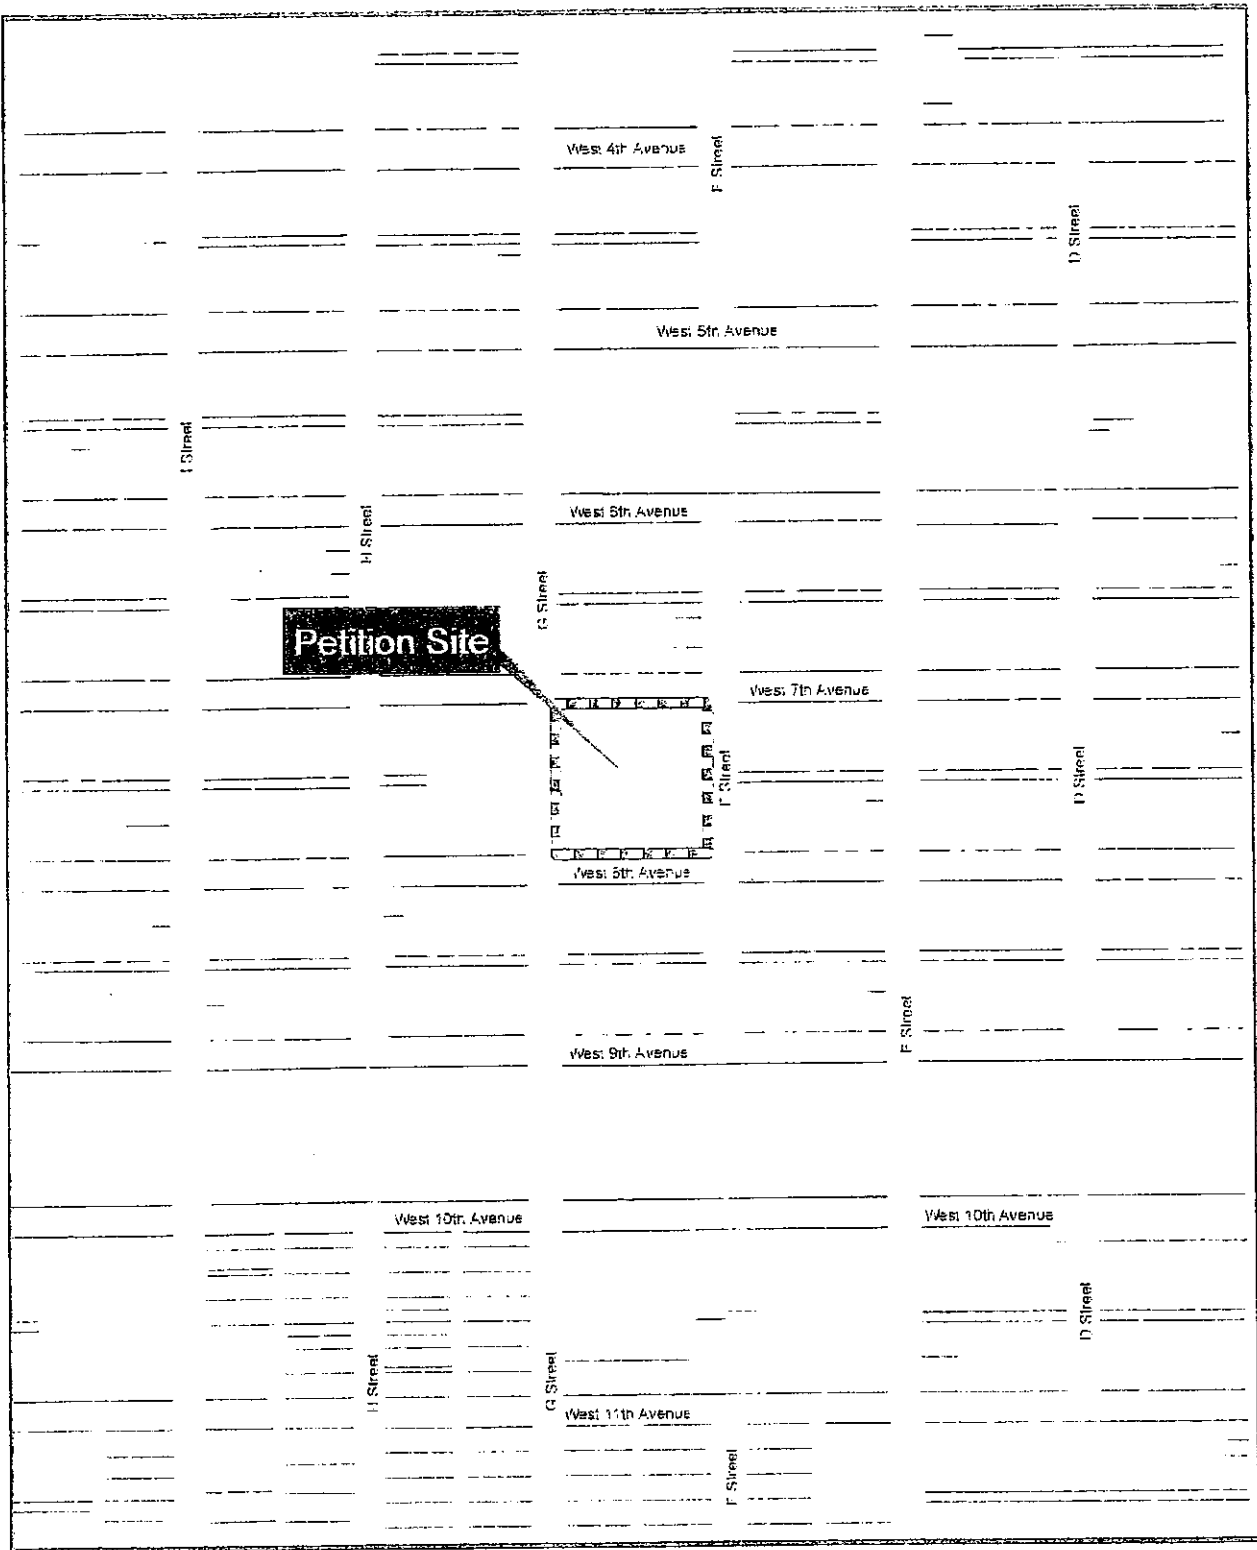 West 4th Avenue
F Street
D Street
West 5th Avenue
I Street
West 6th Avenue
H Street
G Street
Petition Site
West 7th Avenue
F Street
D Street
West 8th Avenue
E Street
West 9th Avenue
West 10th Avenue
West 10th Avenue
D Street
H Street
G Street
West 11th Avenue
F Street